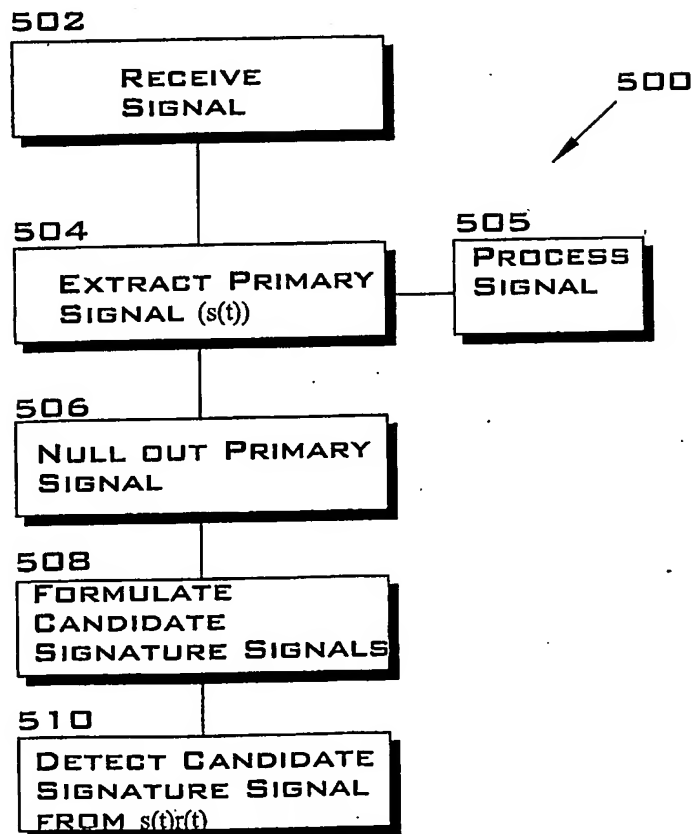 502
RECEIVE
SIGNAL
500
504
EXTRACT PRIMARY
SIGNAL (s(t))
505
PROCESS
SIGNAL
506
NULL OUT PRIMARY
SIGNAL
508
FORMULATE
CANDIDATE
SIGNATURE SIGNALS
510
DETECT CANDIDATE
SIGNATURE SIGNAL
FROM s(t)r(t)